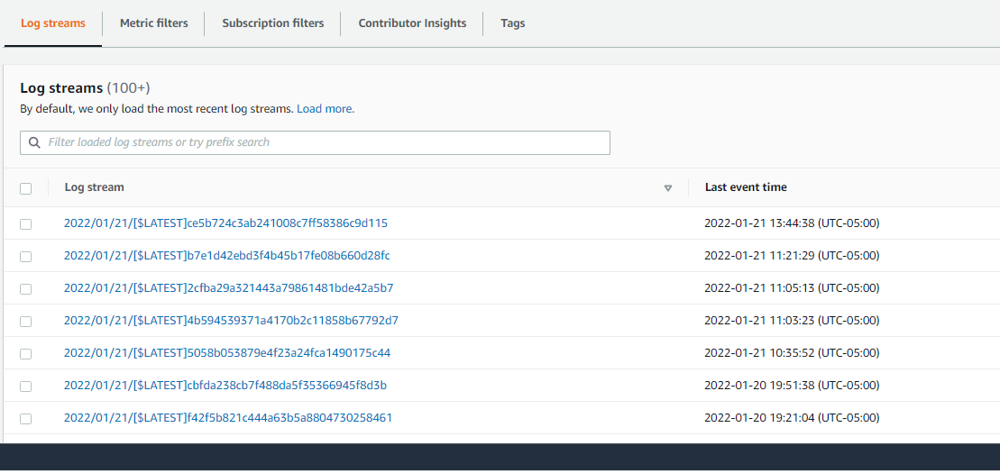 Log streams Metric filters Subscription filters Contributor Insights Tags
Log streams (100+)
By default, we only load the most recent log streams. Load more.
Filter loaded log streams or try prefix search
Log stream Last event time
2022/01/21/[$LATEST]ce5b724c3ab241008c7ff58386c9d115 2022-01-21 13:44:38 (UTC-05:00)
2022/01/21/[$LATEST]b7e1d42ebd3f4b45b17fe08b660d28fc 2022-01-21 11:21:29 (UTC-05:00)
2022/01/21/[$LATEST]2cfba29a321443a79861481bde42a5b7 2022-01-21 11:05:13 (UTC-05:00)
2022/01/21/[$LATEST]4b594539371a4170b2c11858b67792d7 2022-01-21 11:03:23 (UTC-05:00)
2022/01/21/[$LATEST]5058b053879e4f23a24fca1490175c44 2022-01-21 10:35:52 (UTC-05:00)
2022/01/21/[$LATEST]cbfda238cb7f488da5f35366945f8d3b 2022-01-20 19:51:38 (UTC-05:00)
2022/01/21/[$LATEST]f42f5b821c444a63b5a8804730258461 2022-01-20 19:21:04 (UTC-05:00)